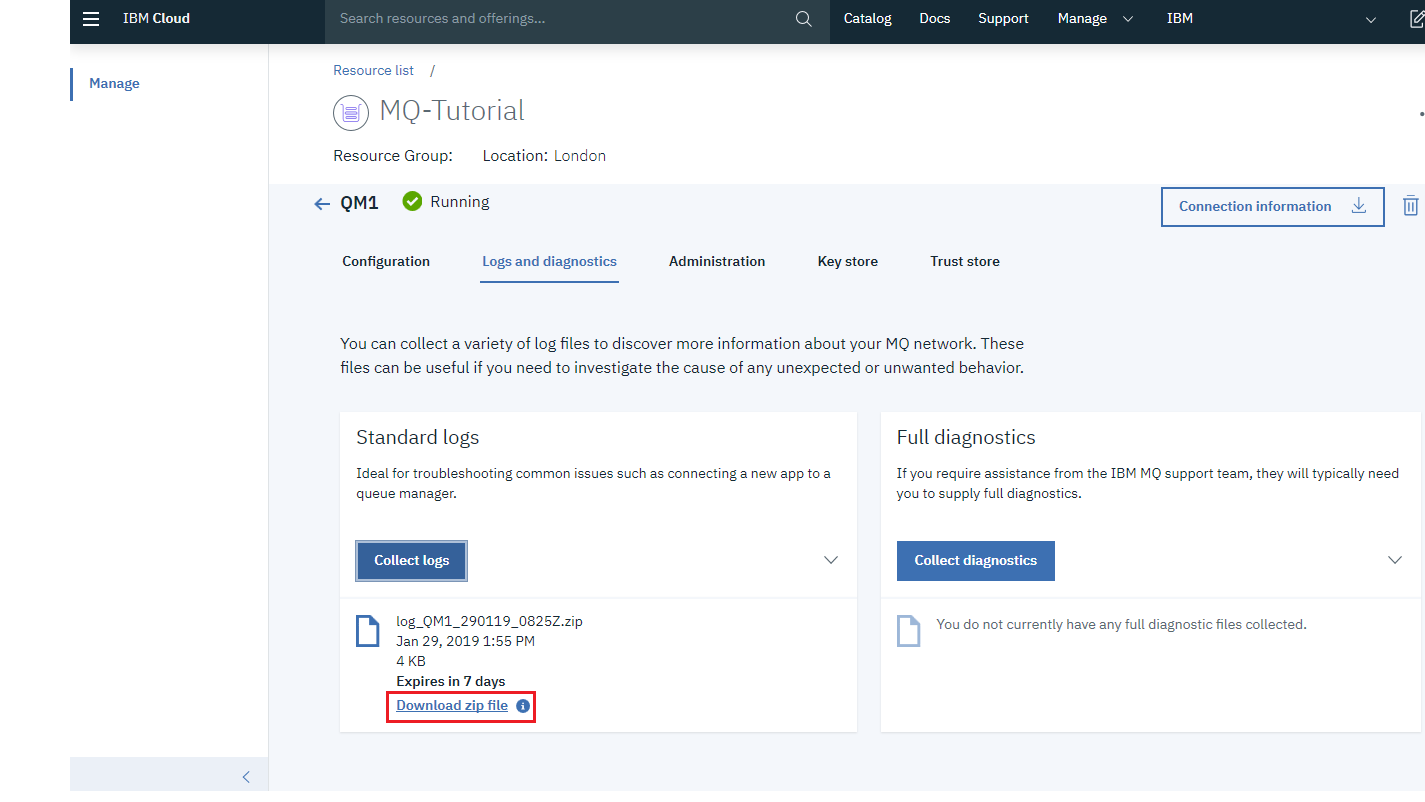 IBM Cloud
Search resources and offerings...
Catalog
Docs
Support
Manage
IBM
Manage
Resource list /
MQ-Tutorial
Resource Group:
Location: London
QM1
Running
Connection information
Configuration
Logs and diagnostics
Administration
Key store
Trust store
You can collect a variety of log files to discover more information about your MQ network. These
files can be useful if you need to investigate the cause of any unexpected or unwanted behavior.
Standard logs
Ideal for troubleshooting common issues such as connecting a new app to a
queue manager.
Collect logs
log_QM1_290119_0825Z.zip
Jan 29, 2019 1:55 PM
4 KB
Expires in 7 days
Download zip file
Full diagnostics
If you require assistance from the IBM MQ support team, they will typically need
you to supply full diagnostics.
Collect diagnostics
You do not currently have any full diagnostic files collected.